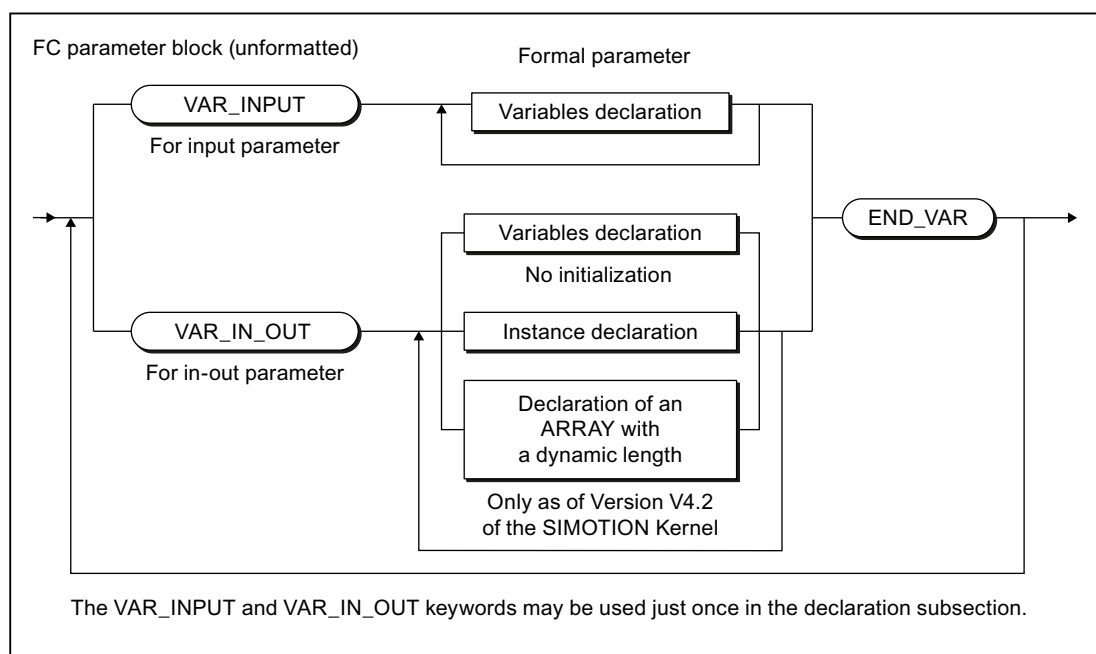 FC parameter block (unformatted)
Formal parameter
VAR_INPUT
Variables declaration
For input parameter
END_VAR
Variables declaration
No initialization
VAR_IN_OUT
Instance declaration
For in-out parameter
Declaration of an
ARRAY with
a dynamic length
Only as of Version V4.2
of the SIMOTION Kernel
The VAR_INPUT and VAR_IN_OUT keywords may be used just once in the declaration subsection.